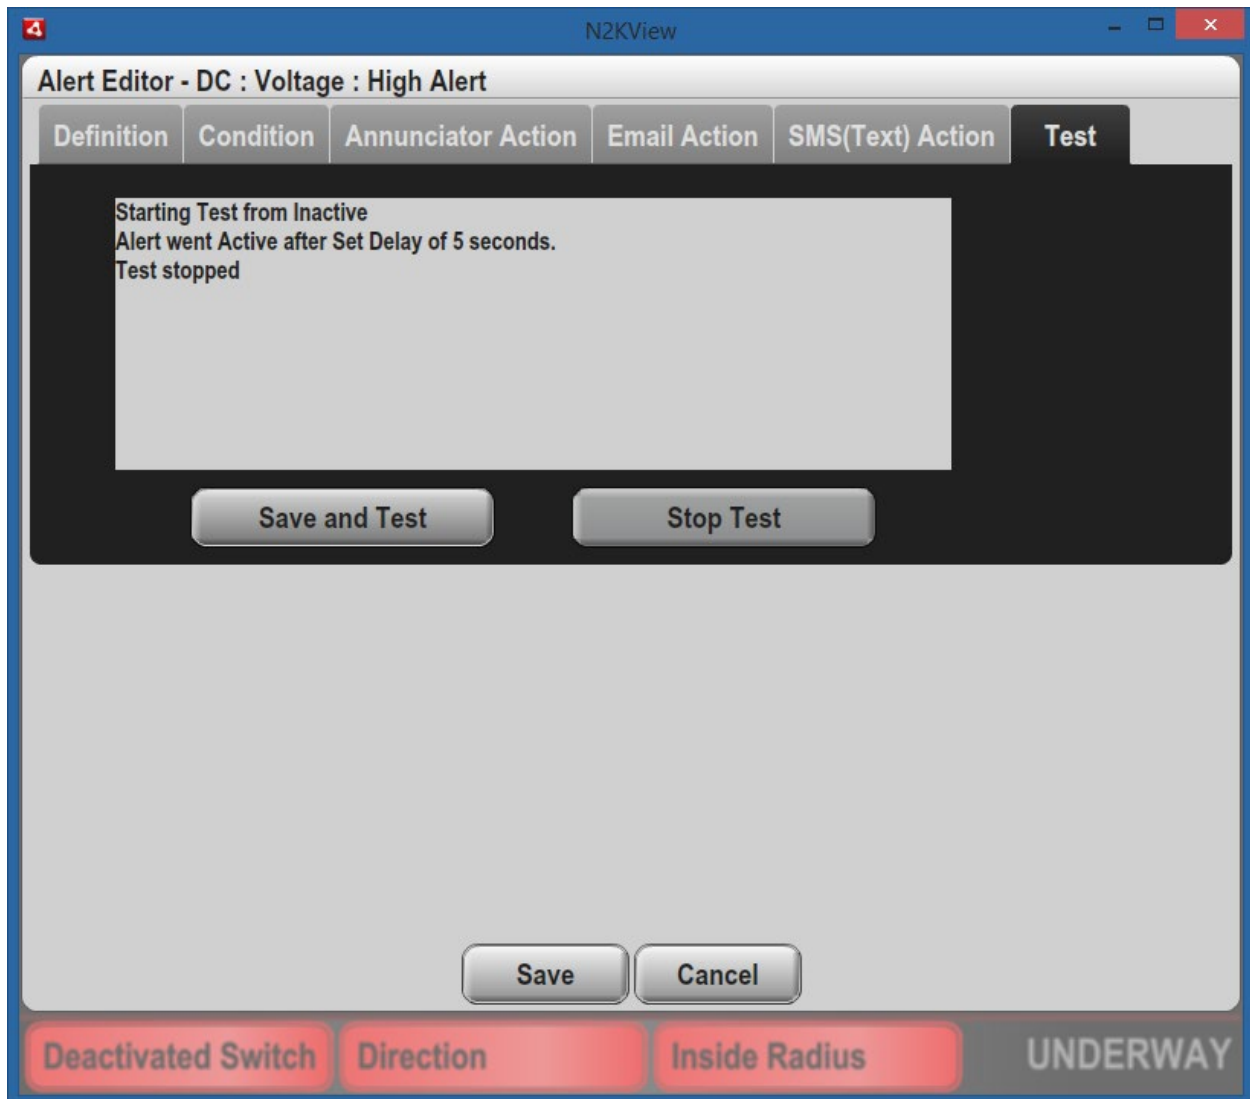 N2KView
Alert Editor - DC : Voltage : High Alert
Definition Condition Annunciator Action Email Action SMS(Text) Action Test
Starting Test from Inactive
Alert went Active after Set Delay of 5 seconds.
Test stopped
Save and Test Stop Test
Save Cancel
Deactivated Switch Direction Inside Radius UNDERWAY